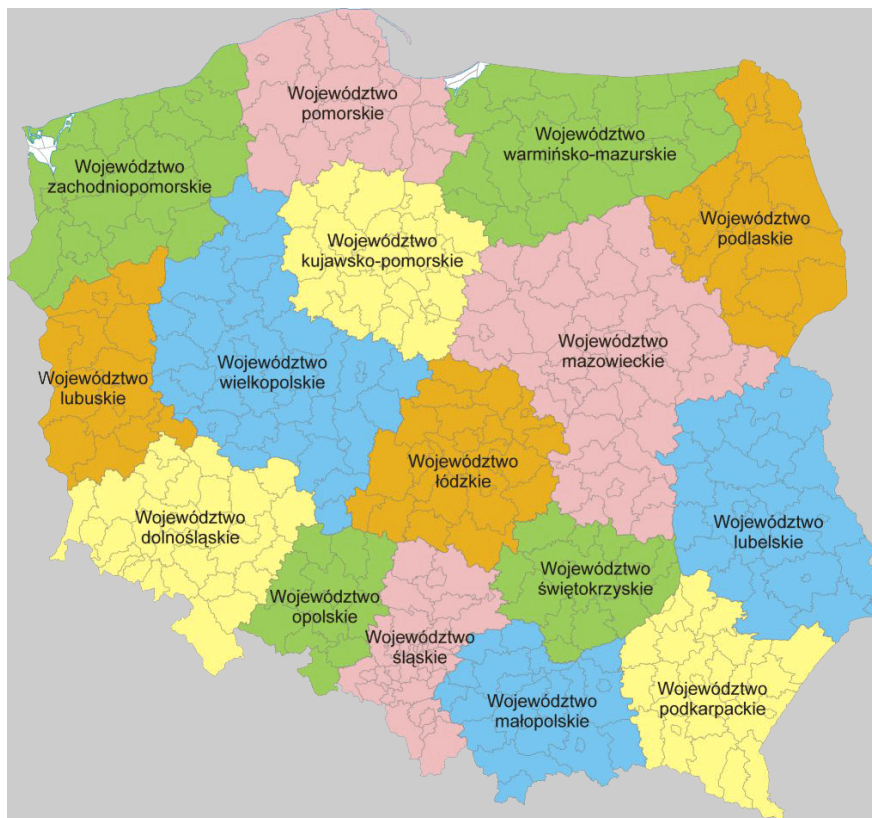 Województwo
pomorskie
Województwo
warmińsko-mazurskie
Województwo
zachodniopomorskie
Województwo
podlaskie
Województwo
kujawsko-pomorskie
Województwo
mazowieckie
Województwo
wielkopolskie
Województwo
lubuskie
Województwo
łódzkie
Województwo
dolnośląskie
Województwo
lubelskie
Województwo
świętokrzyskie
Województwo
opolskie
Województwo
śląskie
Województwo
małopolskie
Województwo
podkarpackie